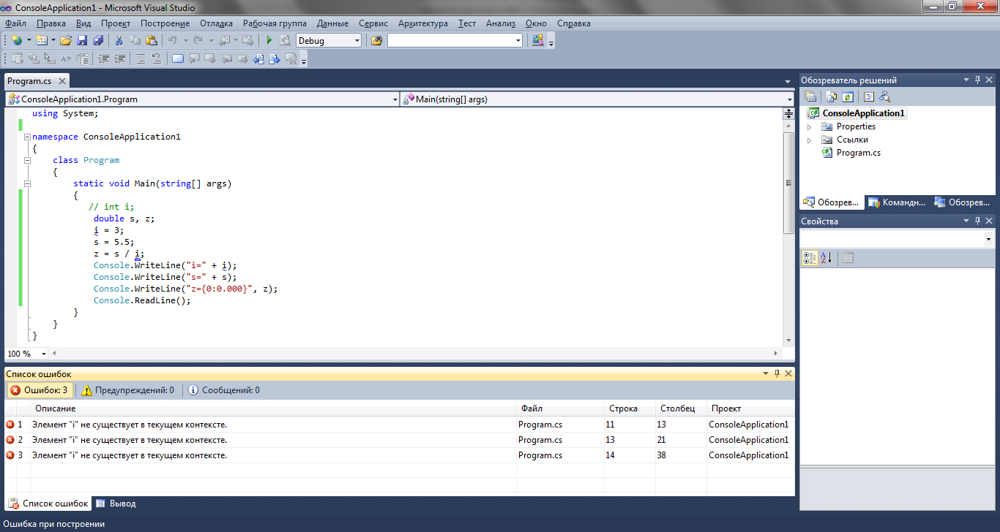 ConsoleApplication1 - Microsoft Visual Studio
Файл Правка Вид Проект Построение Отладка Рабочая группа Данные Сервис Архитектура Тест Анализ Окно Справка
Debug
Program.cs
ConsoleApplication1.Program
Main(string[] args)
using System;
namespace ConsoleApplication1
{
class Program
{
static void Main(string[] args)
{
// int i;
double s, z;
i = 3;
s = 5.5;
z = s / i;
Console.WriteLine("i=" + i);
Console.WriteLine("s=" + s);
Console.WriteLine("z={0:0.000}", z);
Console.ReadLine();
}
}
}
100 %
Обозреватель решений
ConsoleApplication1
Properties
Ссылки
Program.cs
Обозрев... Командн... Обозрев...
Свойства
Список ошибок
Ошибок: 3 Предупреждений: 0 Сообщений: 0
Описание Файл Строка Столбец Проект
1 Элемент "i" не существует в текущем контексте. Program.cs 11 13 ConsoleApplication1
2 Элемент "i" не существует в текущем контексте. Program.cs 13 21 ConsoleApplication1
3 Элемент "i" не существует в текущем контексте. Program.cs 14 38 ConsoleApplication1
Список ошибок Вывод
Ошибка при построении